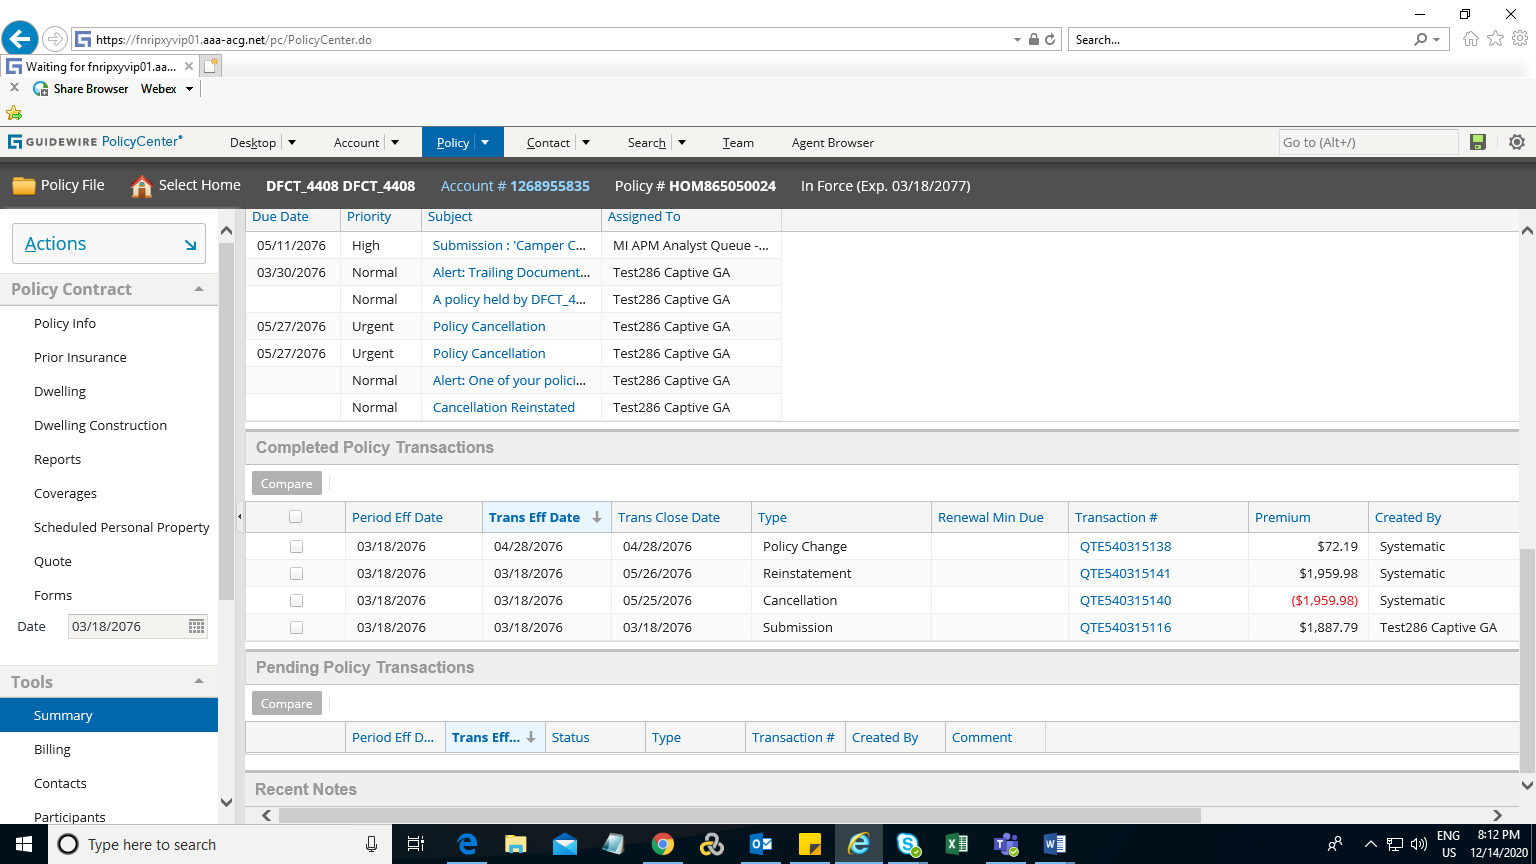 https://fnripxyvip01.aaa-acg.net/pc/PolicyCenter.do
Search...
Waiting for fnripxyvip01.aa...
Share Browser Webex
GUIDEWIRE PolicyCenter®
Desktop Account Policy Contact Search Team Agent Browser Go to (Alt+/)
Policy File Select Home DFCT_4408 DFCT_4408 Account # 1268955835 Policy # HOM865050024 In Force (Exp. 03/18/2077)
Actions
Policy Contract
Policy Info
Prior Insurance
Dwelling
Dwelling Construction
Reports
Coverages
Scheduled Personal Property
Quote
Forms
Date 03/18/2076
Tools
Summary
Billing
Contacts
Participants
Due Date Priority Subject Assigned To
05/11/2076 High Submission : 'Camper C... MI APM Analyst Queue -...
03/30/2076 Normal Alert: Trailing Document... Test286 Captive GA
Normal A policy held by DFCT_4... Test286 Captive GA
05/27/2076 Urgent Policy Cancellation Test286 Captive GA
05/27/2076 Urgent Policy Cancellation Test286 Captive GA
Normal Alert: One of your polici... Test286 Captive GA
Normal Cancellation Reinstated Test286 Captive GA
Completed Policy Transactions
Compare
Period Eff Date Trans Eff Date Trans Close Date Type Renewal Min Due Transaction # Premium Created By
03/18/2076 04/28/2076 04/28/2076 Policy Change QTE540315138 $72.19 Systematic
03/18/2076 03/18/2076 05/26/2076 Reinstatement QTE540315141 $1,959.98 Systematic
03/18/2076 03/18/2076 05/25/2076 Cancellation QTE540315140 ($1,959.98) Systematic
03/18/2076 03/18/2076 03/18/2076 Submission QTE540315116 $1,887.79 Test286 Captive GA
Pending Policy Transactions
Compare
Period Eff D... Trans Eff... Status Type Transaction # Created By Comment
Recent Notes
Type here to search
ENG
US
8:12 PM
12/14/2020